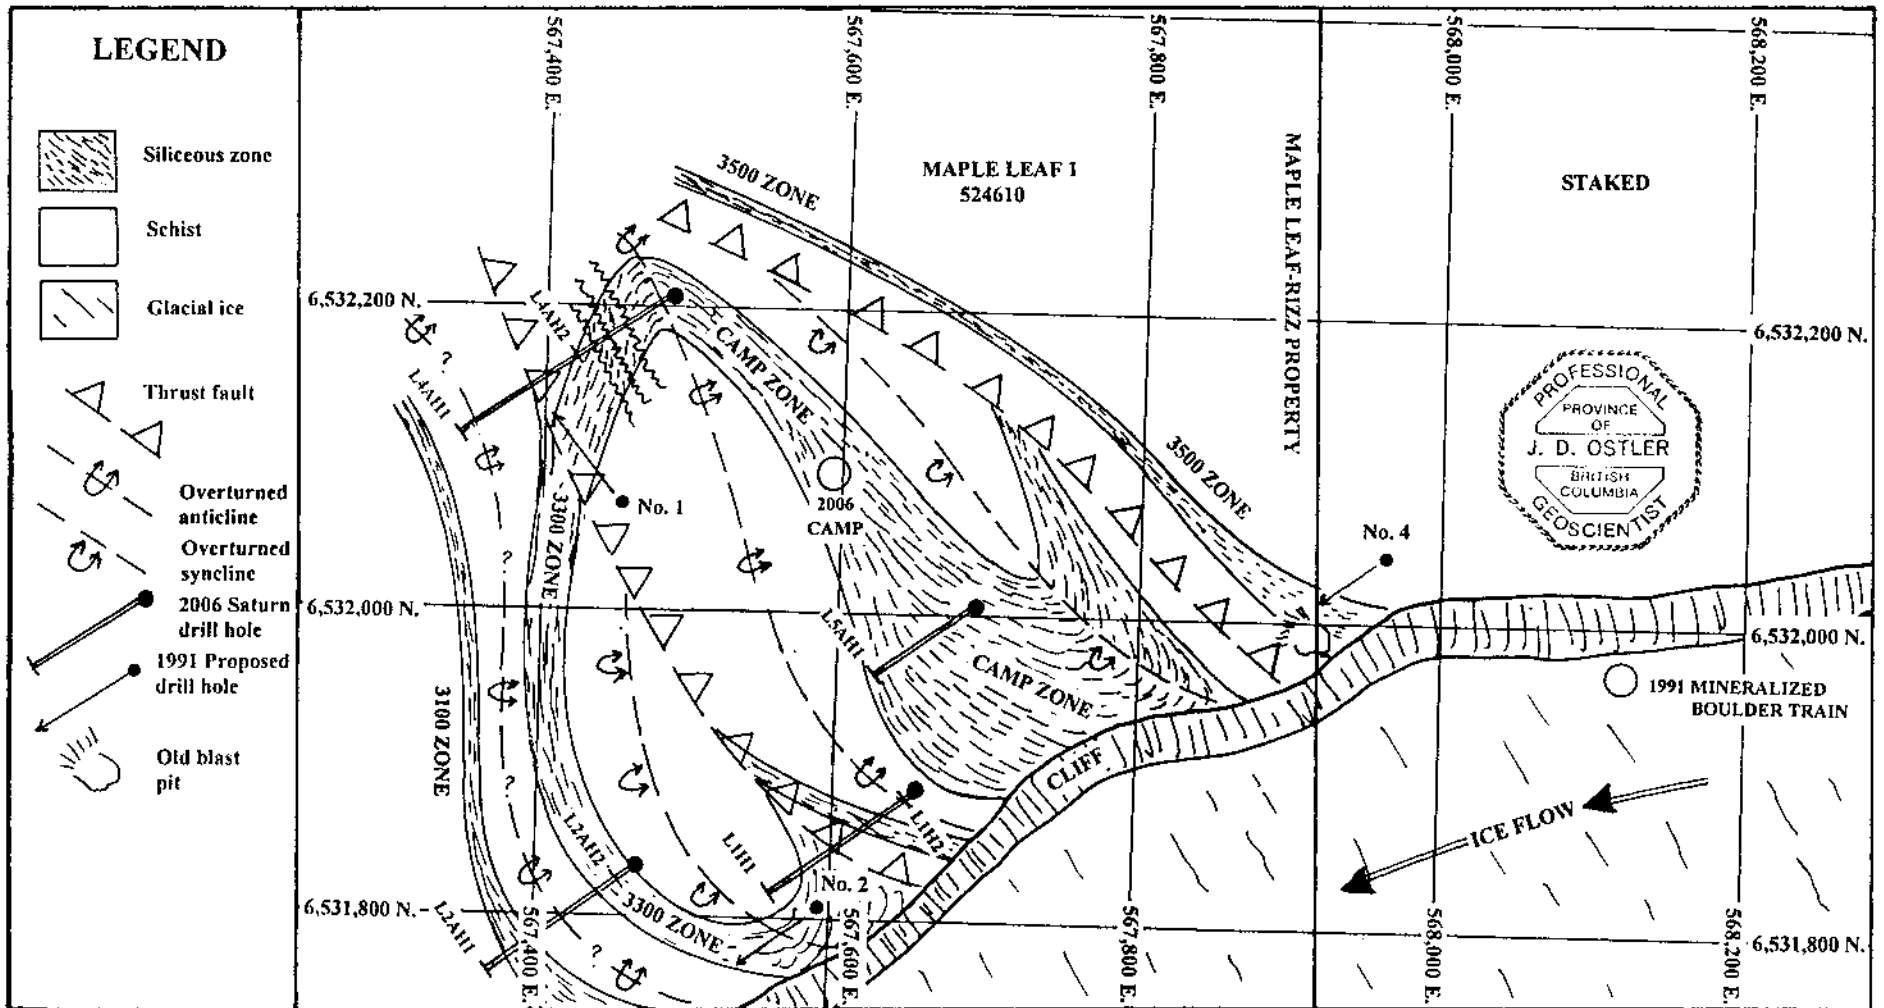 LEGEND
Siliceous zone
Schist
Glacial ice
Thrust fault
Overturned
anticline
Overturned
syncline
2006 Saturn
drill hole
1991 Proposed
drill hole
Old blast
pit
567,400 E.
567,600 E.
567,800 E.
568,000 E.
568,200 E.
MAPLE LEAF I
524610
MAPLE LEAF-RIZZ PROPERTY
STAKED
3500 ZONE
6,532,200 N.
6,532,200 N.
L4AH2
L4AH1
?
CAMP ZONE
PROFESSIONAL
PROVINCE
OF
J. D. OSTLER
BRITISH
COLUMBIA
GEOSCIENTIST
3500 ZONE
2006
CAMP
No. 1
3300 ZONE
?
No. 4
6,532,000 N.
6,532,000 N.
L5AH1
CAMP ZONE
3100 ZONE
1991 MINERALIZED
BOULDER TRAIN
?
CLIFF
ICE FLOW
L2AH2
L1H1
L1H2
No. 2
3300 ZONE
L2AH1
?
6,531,800 N.
6,531,800 N.
567,400 E.
567,600 E.
567,800 E.
568,000 E.
568,200 E.